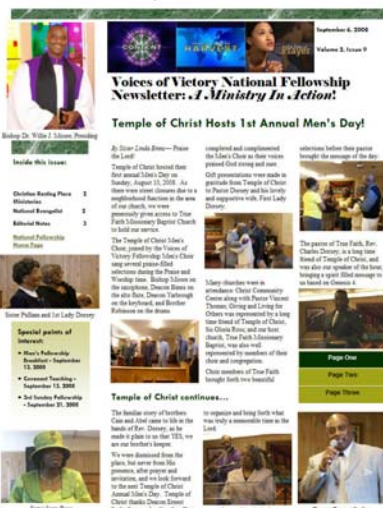 September 6, 2008
Volume 2, Issue 9
Voices of Victory National Fellowship
Newsletter: A Ministry In Action!
Temple of Christ Hosts 1st Annual Men's Day!
Bishop Dr. Willie J. Moore, Presiding
Inside this issue:
Christian Resting Place 2
Ministries
National Evangelist 2
Editorial Notes 3
National Fellowship
Home Page
Sister Pulliam and 1st Lady Dorsey
Special points of
interest:
Men's Fellowship
Breakfast - September
13, 2008
Covenant Teaching -
September 13, 2008
3rd Sunday Fellowship
- September 21, 2008
By Sister Linda Breez— Praise
the Lord!
Temple of Christ hosted their
first annual Men's Day on
Sunday, August 10, 2008. As
there were street closures due to a
neighborhood function in the area
of our church, we were
generously given access to True
Faith Missionary Baptist Church
to hold our service.
The Temple of Christ Men's
Choir, joined by the Voices of
Victory Fellowship Men's Choir
sang several praise-filled
selections during the Praise and
Worship time. Bishop Moore on
the saxophone, Deacon Hines on
the alto flute, Deacon Yarbrough
on the keyboard, and Brother
Robinson on the drums
completed and complimented
the Men's Choir as their voices
praised God strong and sure.
Gift presentations were made in
gratitude from Temple of Christ
to Pastor Dorsey and his lovely
and supportive wife, First Lady
Dorsey.
Many churches were in
attendance: Christ Community
Centre along with Pastor Vincent
Thomas; Giving and Living for
Others was represented by a long
time friend of Temple of Christ,
Sis Gloria Ross; and our host
church, True Faith Missionary
Baptist, was also well
represented by members of their
choir and congregation.
Choir members of True Faith
brought forth two beautiful
selections before their pastor
brought the message of the day.
The pastor of True Faith, Rev.
Charles Dorsey, is a long time
friend of Temple of Christ, and
was also our speaker of the hour,
bringing a spirit filled message to
us based on Genesis 4.
Page One
Page Two
Page Three
Temple of Christ continues...
The familiar story of brothers
Cain and Abel came to life at the
hands of Rev. Dorsey, as he
made it plain to us that YES, we
are our brother's keeper.
We were dismissed from the
place, but never from His
presence, after prayer and
invitation, and we look forward
to the next Temple of Christ
Annual Men's Day. Temple of
Christ thanks Deacon Ernest
to organize and bring forth what
was truly a memorable time in the
Lord.